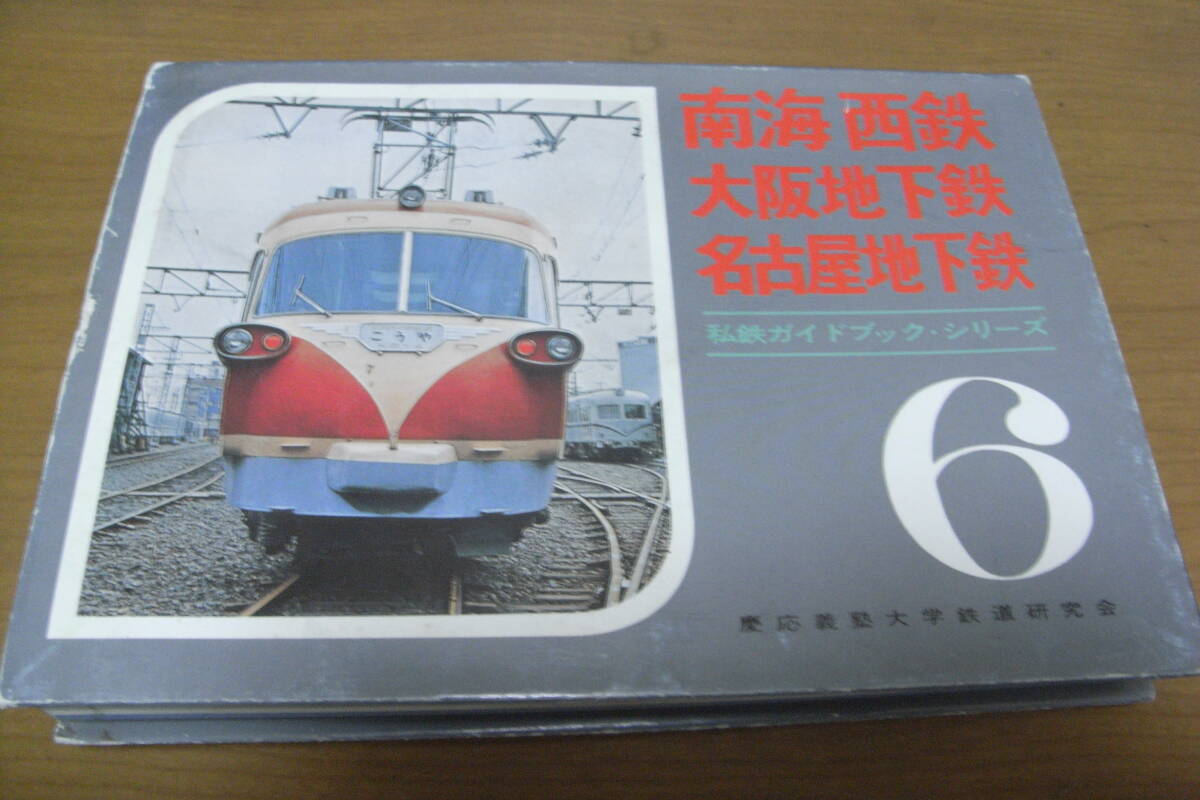 南海 西鉄
大阪地下鉄
名古屋地下鉄
私鉄ガイドブック・シリーズ
6
慶応義塾大学鉄道研究会
こうや